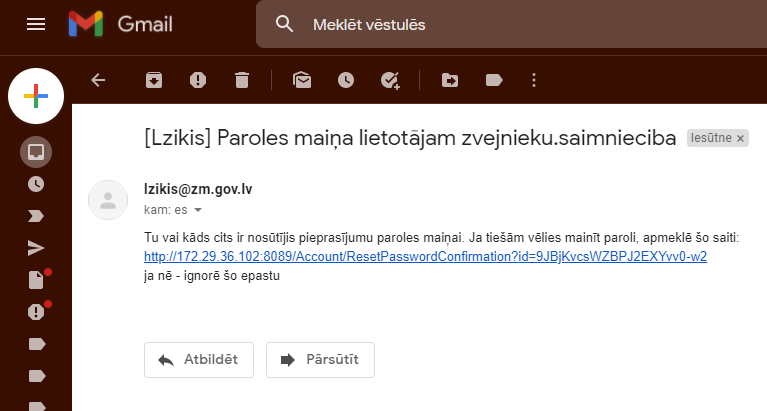 Gmail
Meklēt vēstulēs
[Lzikis] Paroles maiņa lietotājam zvejnieku.saimnieciba
Iesūtne ×
lzikis@zm.gov.lv
kam: es
Tu vai kāds cits ir nosūtījis pieprasījumu paroles maiņai. Ja tiešām vēlies mainīt paroli, apmeklē šo saiti:
http://172.29.36.102:8089/Account/ResetPasswordConfirmation?id=9JBjKvcsWZBPJ2EXYvv0-w2
ja nē - ignorē šo epastu
Atbildēt
Pārsūtīt